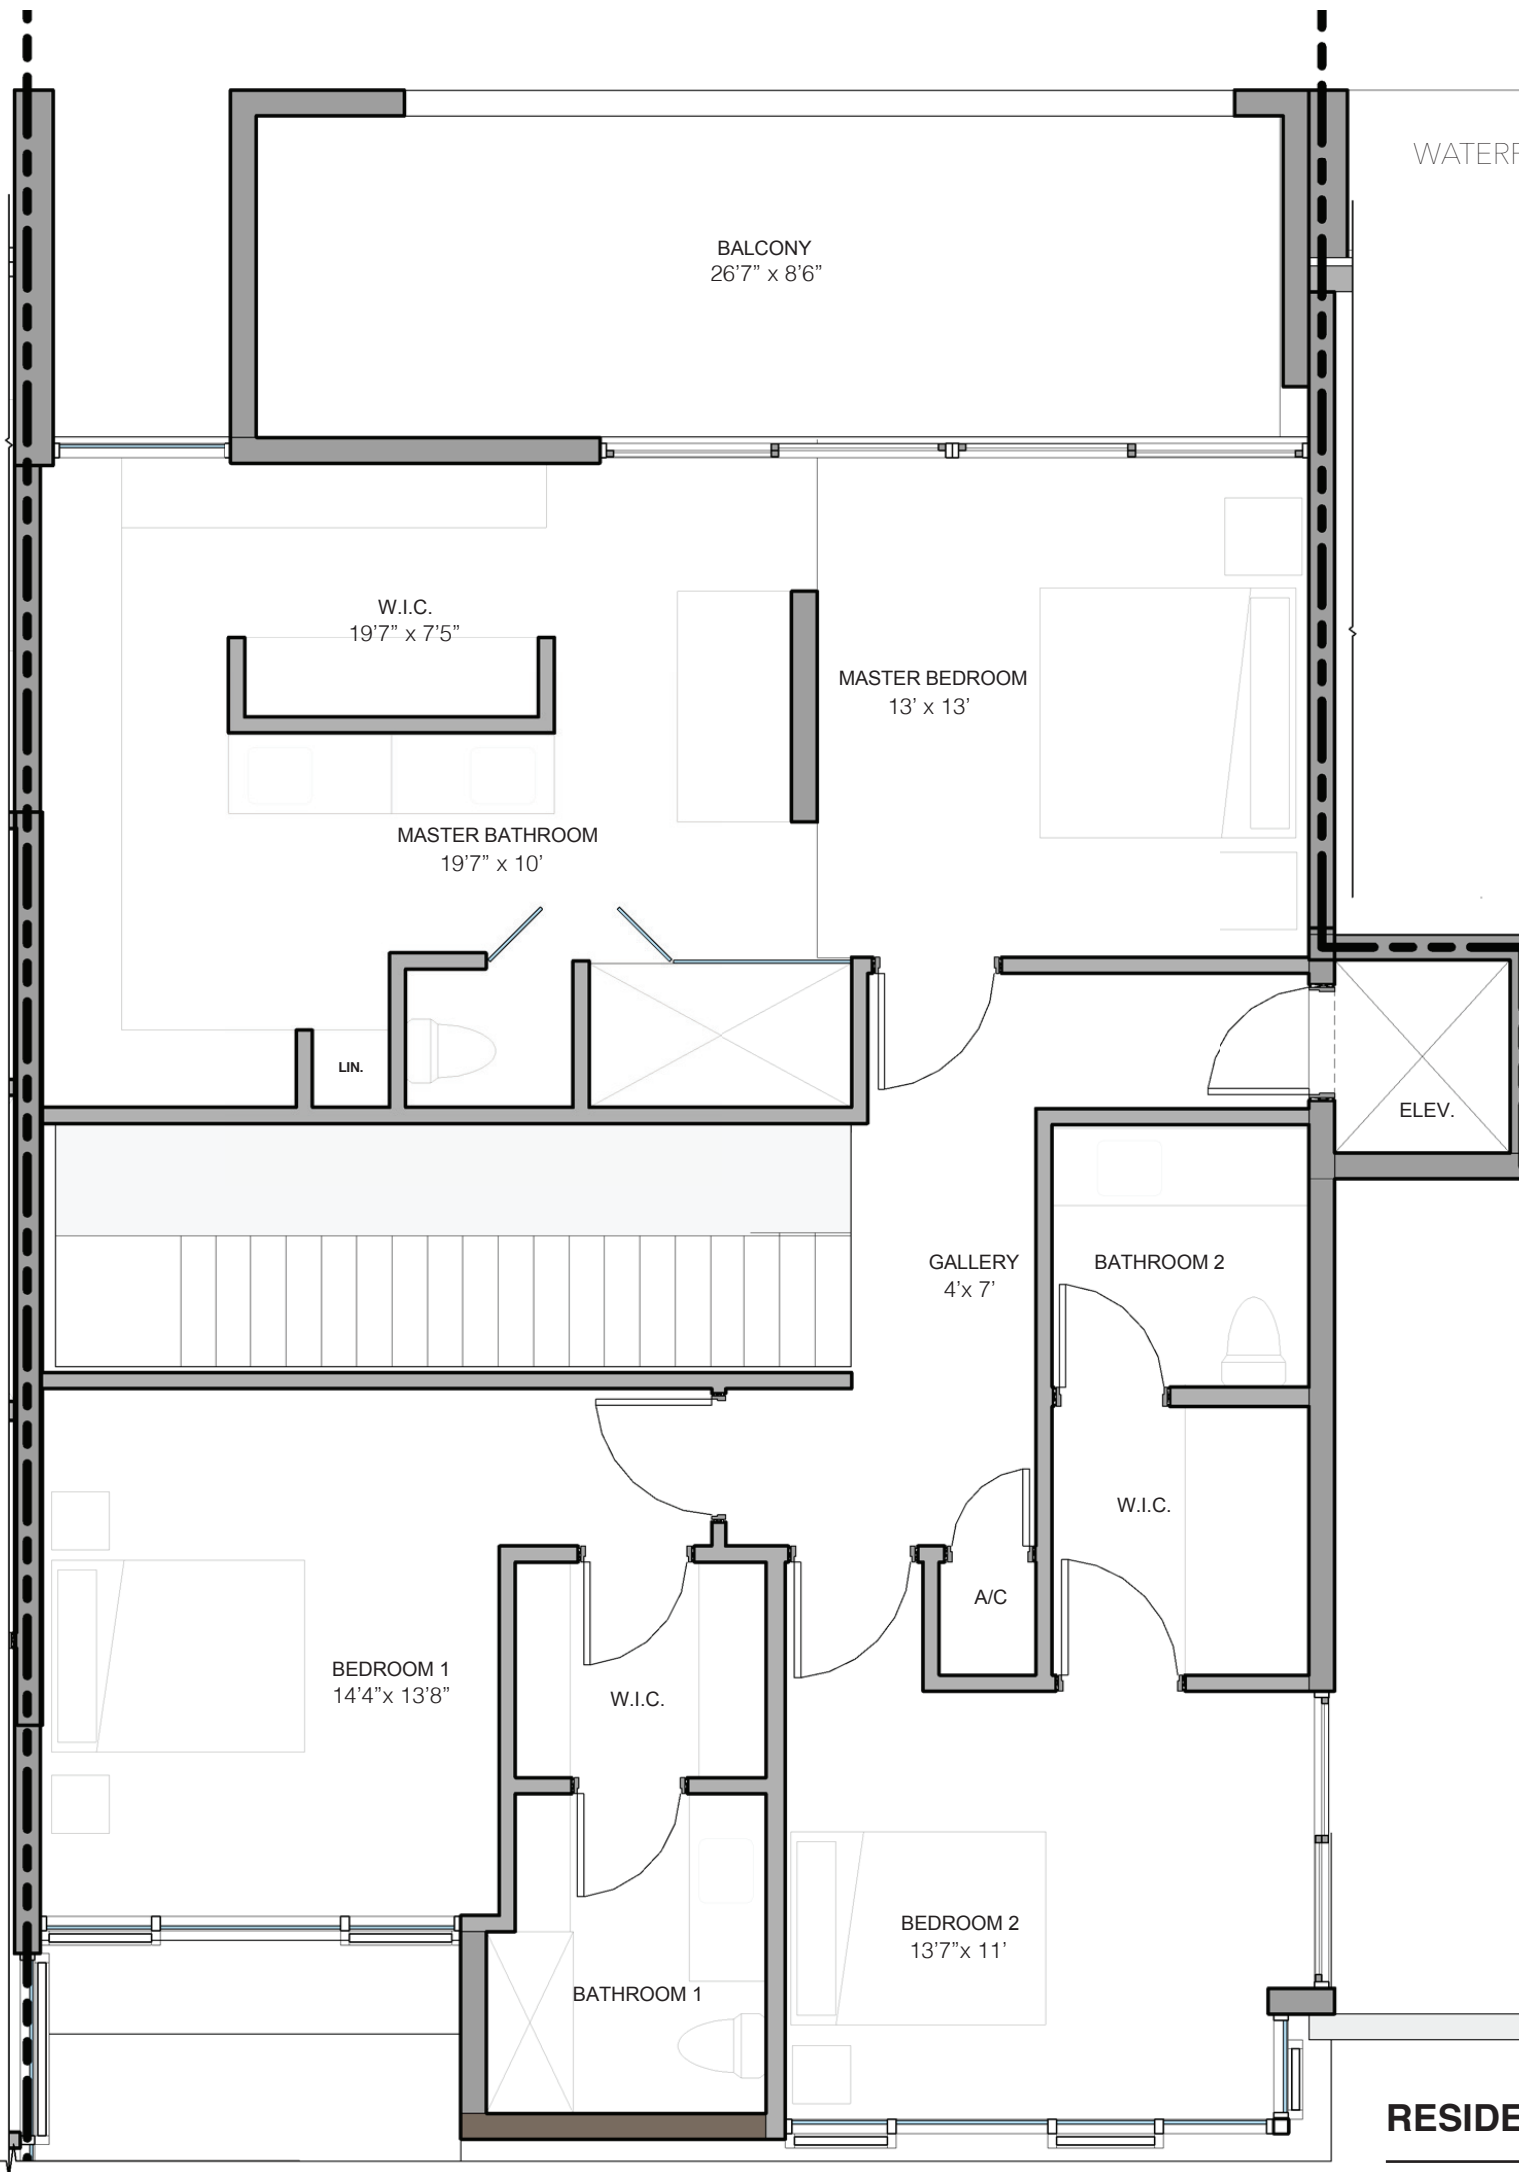 WATERF
BALCONY
26’7” x 8’6”
W.I.C.
19’7” x 7’5”
MASTER BEDROOM
13’ x 13’
MASTER BATHROOM
19’7” x 10’
LIN.
ELEV.
GALLERY
4’x 7’
BATHROOM 2
W.I.C.
A/C
BEDROOM 1
14’4”x 13’8”
W.I.C.
BEDROOM 2
13’7”x 11’
BATHROOM 1
RESIDE